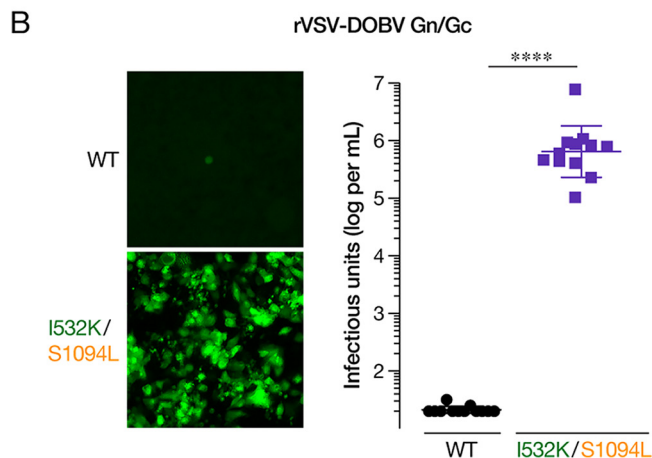 B
rVSV-DOBV Gn/Gc
WT
I532K/
S1094L
Infectious units (log per mL)
7
6
5
4
3
2
****
WT
I532K/S1094L